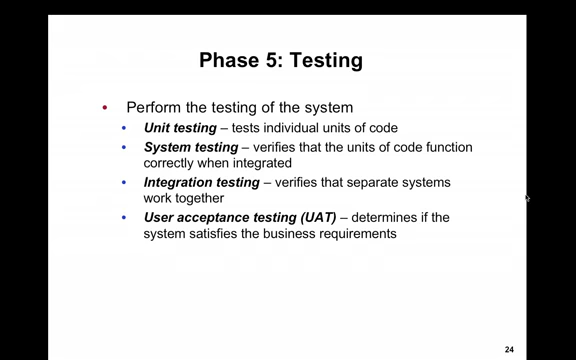 Phase 5: Testing
• Perform the testing of the system
• Unit testing – tests individual units of code
• System testing – verifies that the units of code function
correctly when integrated
• Integration testing – verifies that separate systems
work together
• User acceptance testing (UAT) – determines if the
system satisfies the business requirements
24